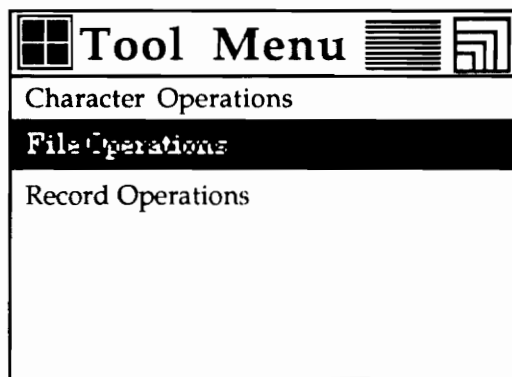 Tool Menu
Character Operations
File Operations
Record Operations